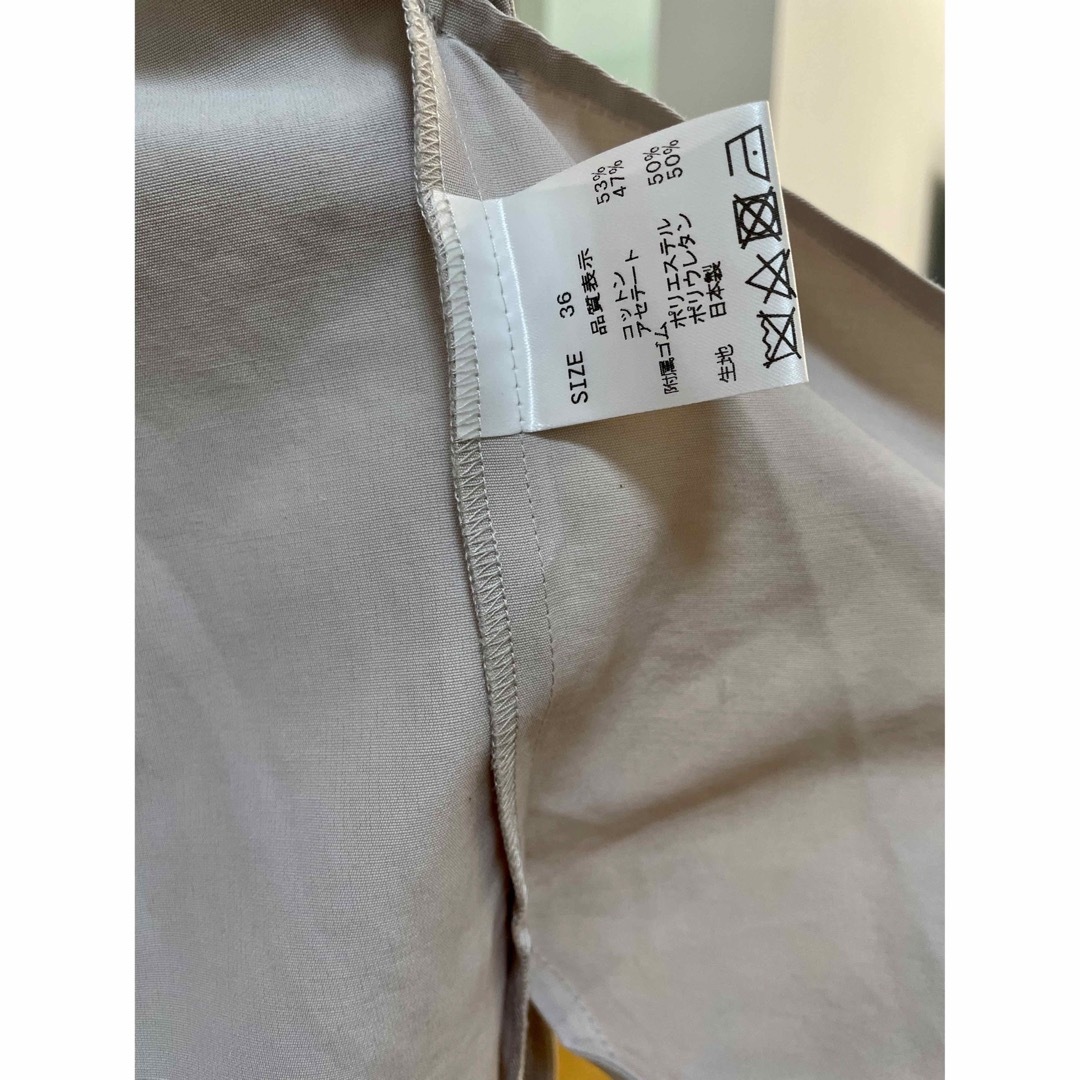 SIZE 36
品質表示
コットン 53%
アセテート 47%
附属ゴム
ポリエステル 50%
ポリウレタン 50%
生地 日本製